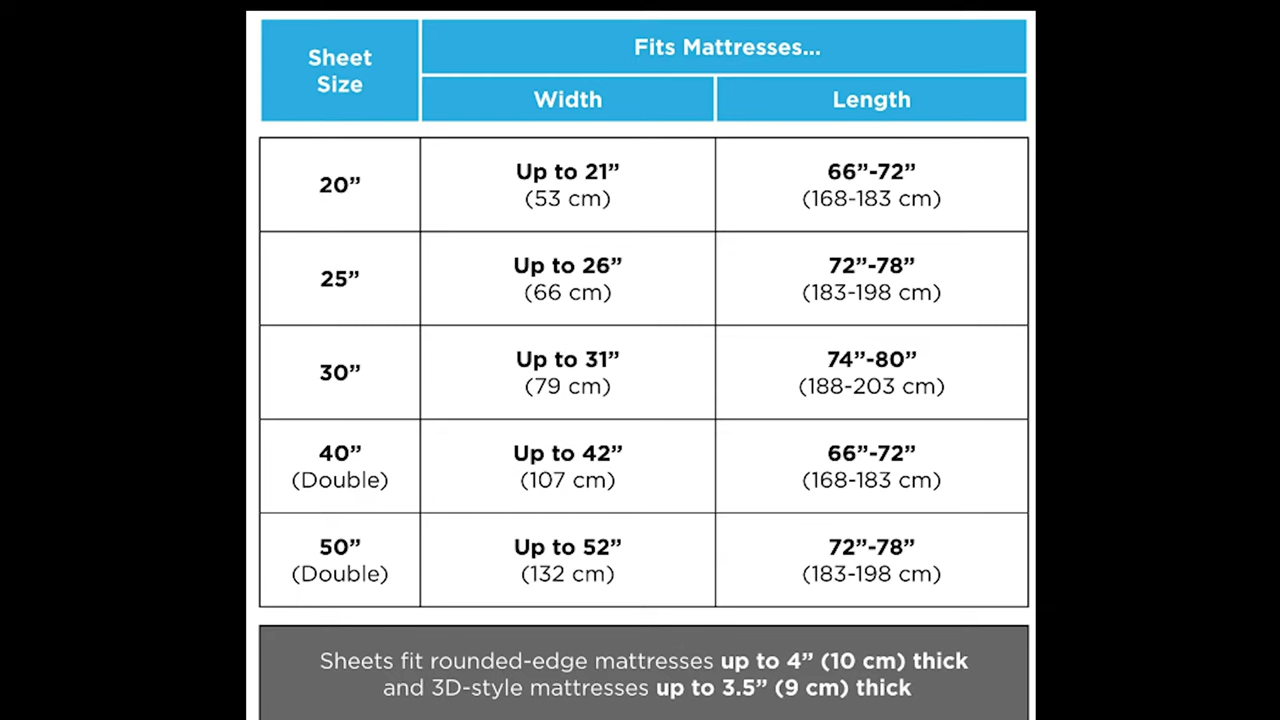 Sheet
Size
Fits Mattresses...
Width
Length
20”
Up to 21”
(53 cm)
66”-72”
(168-183 cm)
25”
Up to 26”
(66 cm)
72”-78”
(183-198 cm)
30”
Up to 31”
(79 cm)
74”-80”
(188-203 cm)
40”
(Double)
Up to 42”
(107 cm)
66”-72”
(168-183 cm)
50”
(Double)
Up to 52”
(132 cm)
72”-78”
(183-198 cm)
Sheets fit rounded-edge mattresses up to 4” (10 cm) thick
and 3D-style mattresses up to 3.5” (9 cm) thick